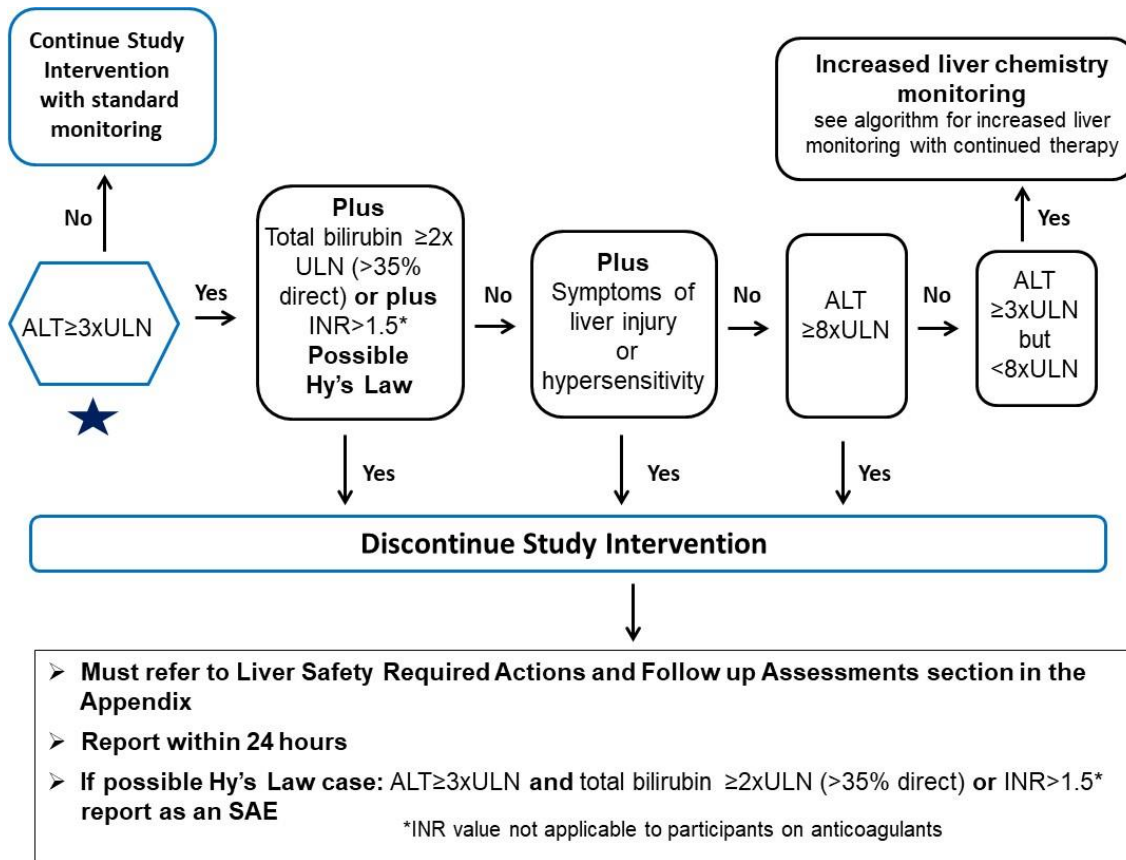 Continue Study
Intervention
with standard
monitoring
Increased liver chemistry
monitoring
see algorithm for increased liver
monitoring with continued therapy
No
Yes
ALT≥3xULN
Yes
Plus
Total bilirubin ≥2x
ULN (>35%
direct) or plus
INR>1.5*
Possible
Hy's Law
No
Plus
Symptoms of
liver injury
or
hypersensitivity
No
ALT
≥8xULN
No
ALT
≥3xULN
but
<8xULN
Yes
Yes
Yes
Discontinue Study Intervention
➢ Must refer to Liver Safety Required Actions and Follow up Assessments section in the
Appendix
➢ Report within 24 hours
➢ If possible Hy's Law case: ALT≥3xULN and total bilirubin ≥2xULN (>35% direct) or INR>1.5*
report as an SAE
*INR value not applicable to participants on anticoagulants